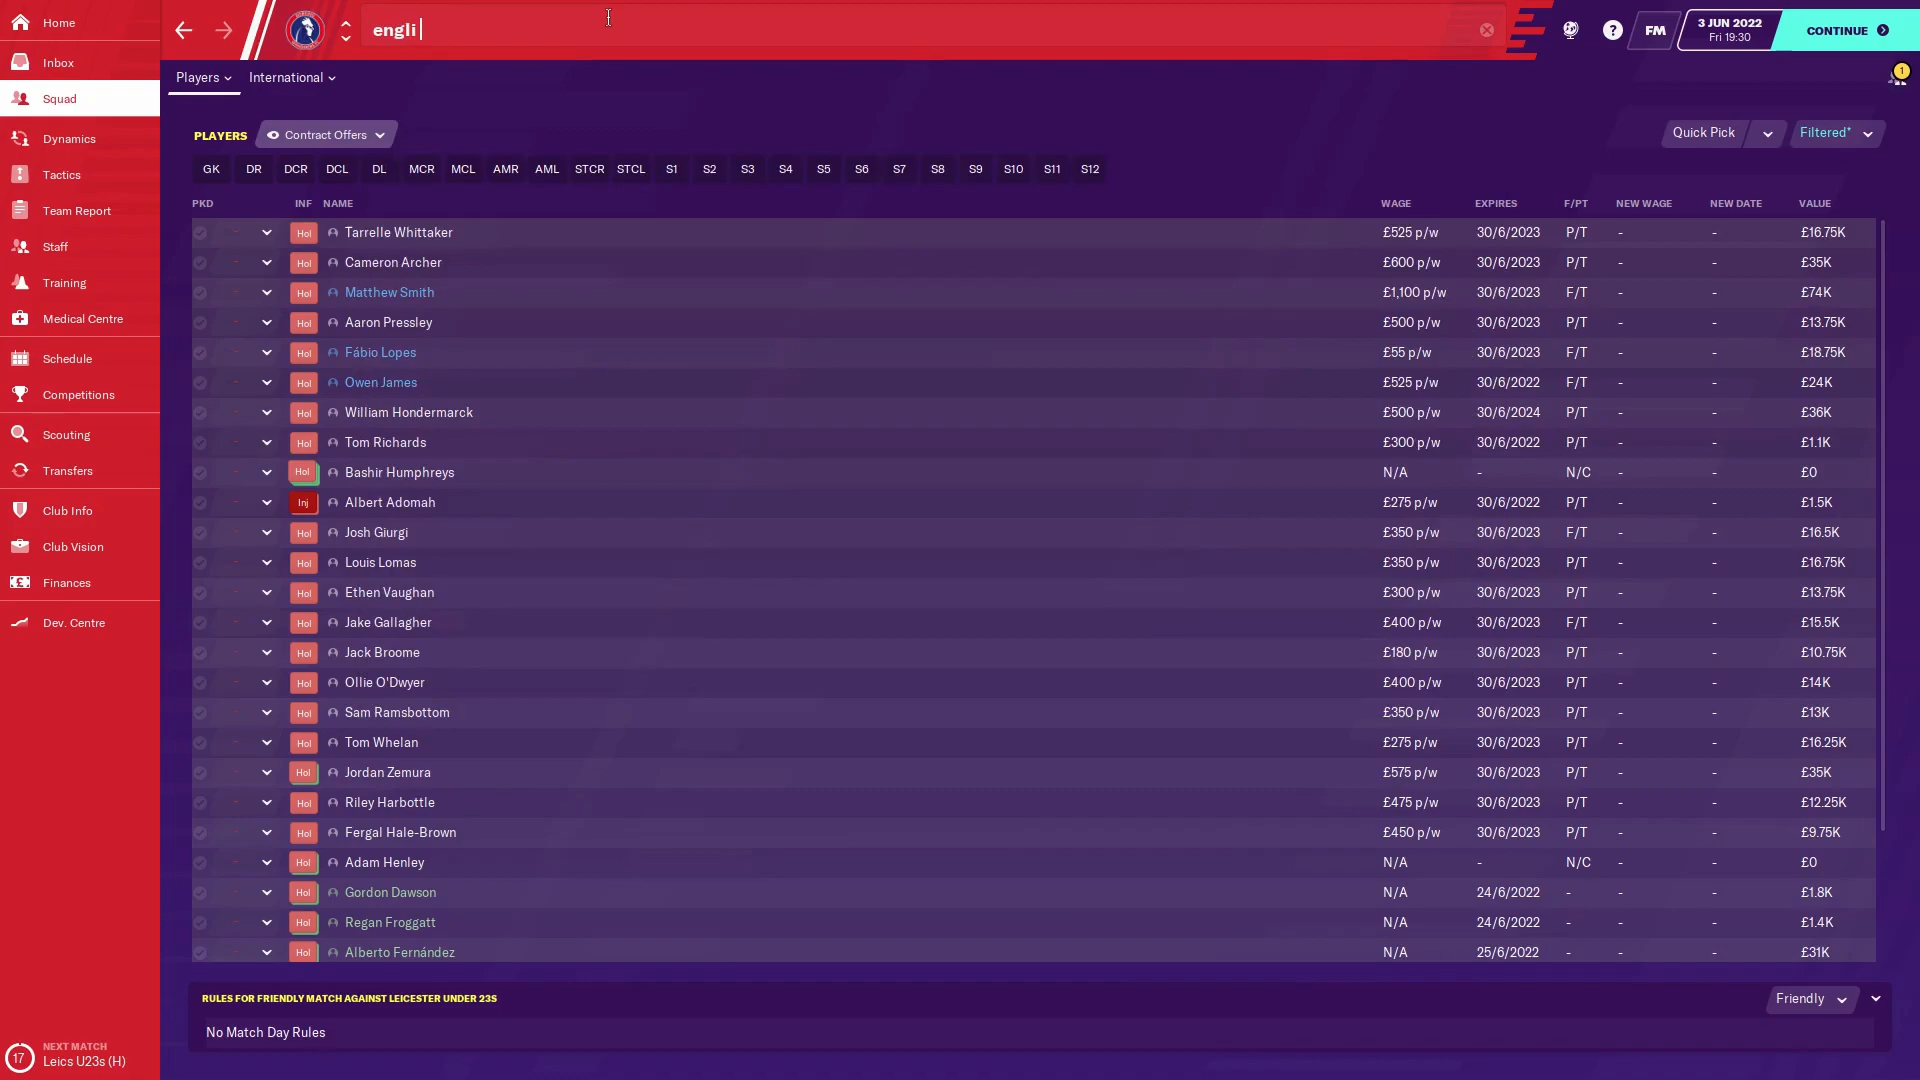 Home
engli
FM
3 JUN 2022
Fri 19:30
CONTINUE
Inbox
Players
International
1
Squad
Dynamics
PLAYERS
Contract Offers
Quick Pick
Filtered*
Tactics
GK DR DCR DCL DL MCR MCL AMR AML STCR STCL S1 S2 S3 S4 S5 S6 S7 S8 S9 S10 S11 S12
Team Report
Staff
Training
Medical Centre
Schedule
Competitions
Scouting
Transfers
Club Info
Club Vision
Finances
Dev. Centre
PKD INF NAME WAGE EXPIRES F/PT NEW WAGE NEW DATE VALUE
- Hol Tarrelle Whittaker £525 p/w 30/6/2023 P/T - - £16.75K
- Hol Cameron Archer £600 p/w 30/6/2023 P/T - - £35K
- Hol Matthew Smith £1,100 p/w 30/6/2023 F/T - - £74K
- Hol Aaron Pressley £500 p/w 30/6/2023 P/T - - £13.75K
- Hol Fábio Lopes £55 p/w 30/6/2023 F/T - - £18.75K
- Hol Owen James £525 p/w 30/6/2022 F/T - - £24K
- Hol William Hondermarck £500 p/w 30/6/2024 P/T - - £36K
- Hol Tom Richards £300 p/w 30/6/2022 P/T - - £1.1K
- Hol Bashir Humphreys N/A - N/C - - £0
- Inj Albert Adomah £275 p/w 30/6/2022 P/T - - £1.5K
- Hol Josh Giurgi £350 p/w 30/6/2023 F/T - - £16.5K
- Hol Louis Lomas £350 p/w 30/6/2023 P/T - - £16.75K
- Hol Ethen Vaughan £300 p/w 30/6/2023 P/T - - £13.75K
- Hol Jake Gallagher £400 p/w 30/6/2023 F/T - - £15.5K
- Hol Jack Broome £180 p/w 30/6/2023 P/T - - £10.75K
- Hol Ollie O'Dwyer £400 p/w 30/6/2023 P/T - - £14K
- Hol Sam Ramsbottom £350 p/w 30/6/2023 P/T - - £13K
- Hol Tom Whelan £275 p/w 30/6/2023 P/T - - £16.25K
- Hol Jordan Zemura £575 p/w 30/6/2023 P/T - - £35K
- Hol Riley Harbottle £475 p/w 30/6/2023 P/T - - £12.25K
- Hol Fergal Hale-Brown £450 p/w 30/6/2023 P/T - - £9.75K
- Hol Adam Henley N/A - N/C - - £0
- Hol Gordon Dawson N/A 24/6/2022 - - - £1.8K
- Hol Regan Froggatt N/A 24/6/2022 - - - £1.4K
- Hol Alberto Fernández N/A 25/6/2022 - - - £31K
RULES FOR FRIENDLY MATCH AGAINST LEICESTER UNDER 23S
Friendly
No Match Day Rules
17
NEXT MATCH
Leics U23s (H)